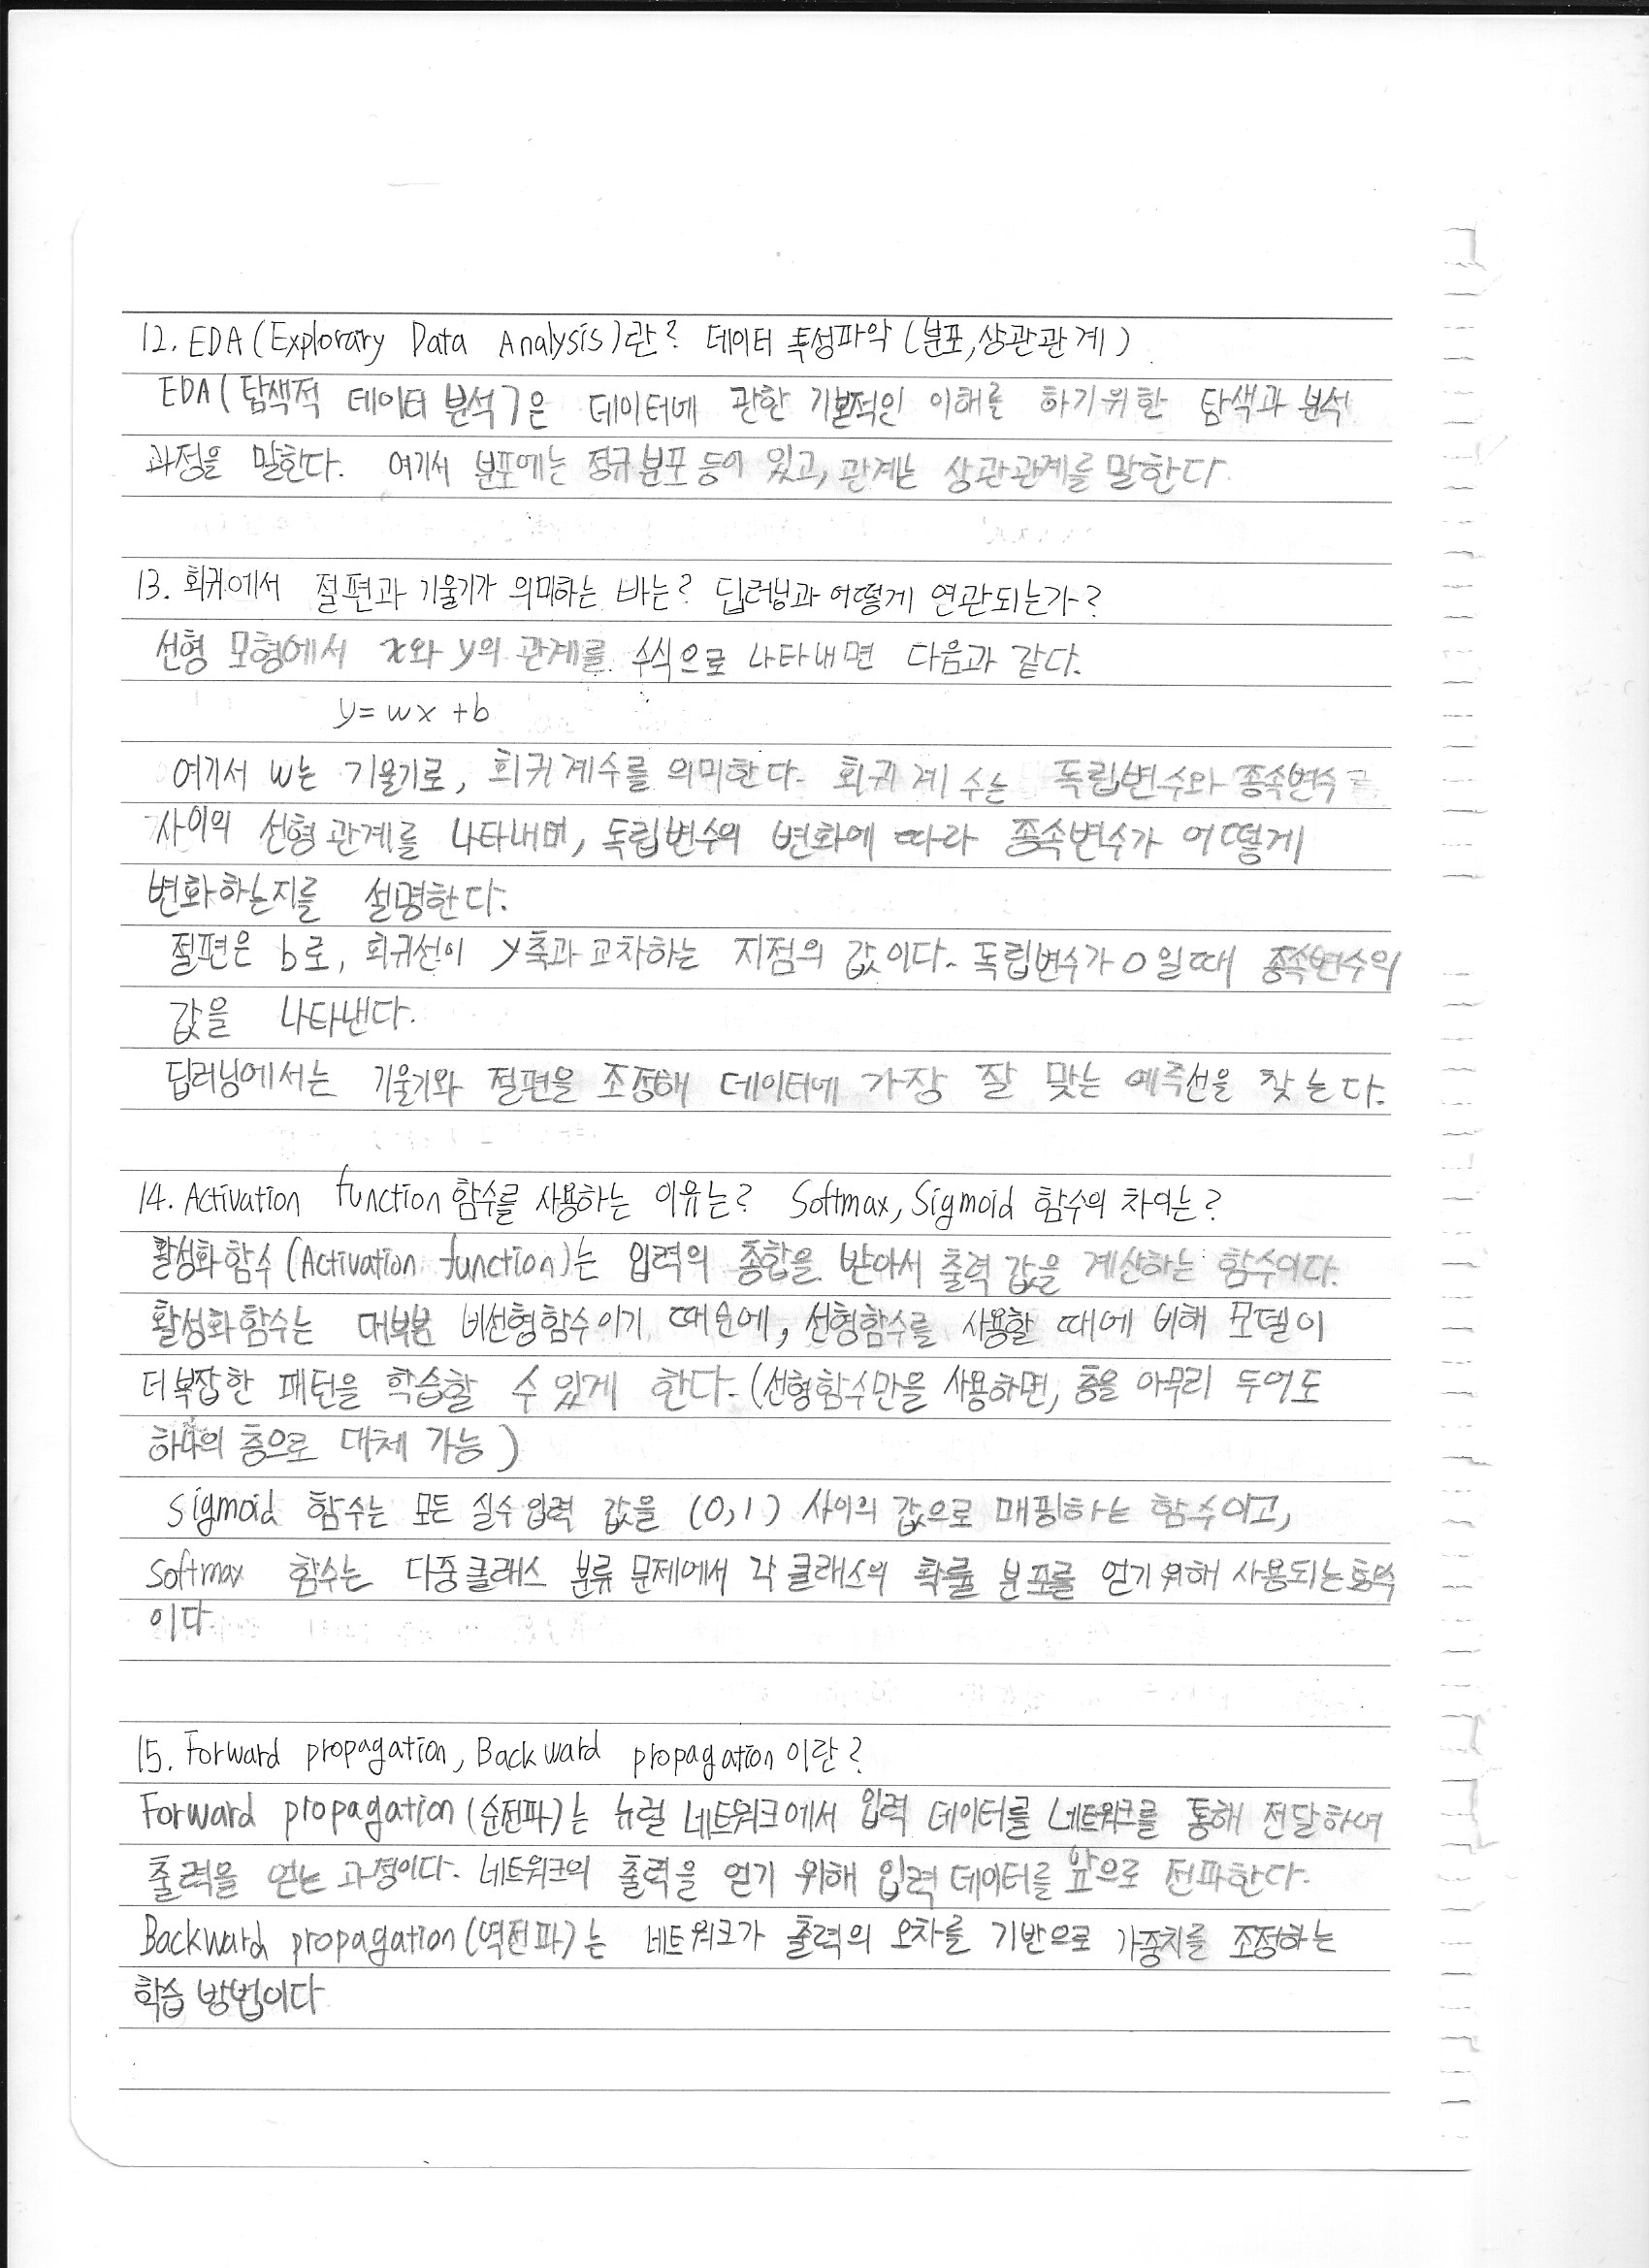 12. EDA (Explorary Data Analysis)란? 데이터 특성파악 (분포,상관관계)
EDA(탐색적 데이터 분석)은 데이터에 관한 기본적인 이해를 하기위한 탐색과 분석
과정을 말한다. 여기서 분포에는 정규분포 등이 있고, 관계는 상관관계를 말한다.
13. 회귀에서 절편과 기울기가 의미하는 바는? 딥러닝과 어떻게 연관되는가?
선형 모형에서 x와 y의 관계를 수식으로 나타내면 다음과 같다.
y= wx +b
여기서 w는 기울기로, 회귀계수를 의미한다. 회귀 계수는 독립변수와 종속변수
사이의 선형관계를 나타내며, 독립변수의 변화에 따라 종속변수가 어떻게
변화하는지를 설명한다.
절편은 b로, 회귀선이 y축과 교차하는 지점의 값이다. 독립변수가 0일때 종속변수의
값을 나타낸다.
딥러닝에서는 기울기와 절편을 조정해 데이터에 가장 잘 맞는 예측선을 찾는다.
14. Activation function 함수를 사용하는 이유는? Softmax, Sigmoid 함수의 차이는?
활성화함수 (Activation function)는 입력의 총합을 받아서 출력 값을 계산하는 함수이다.
활성화함수는 대부분 비선형함수이기 때문에, 선형함수를 사용할 때에 비해 모델이
더 복잡한 패턴을 학습할 수 있게 한다. (선형함수만을 사용하면, 층을 아무리 두어도
하나의 층으로 대체 가능)
Sigmoid 함수는 모든 실수 입력 값을 (0,1) 사이의 값으로 매핑하는 함수이고,
Softmax 함수는 다중클래스 분류 문제에서 각 클래스의 확률 분포를 얻기위해 사용되는
이다
15. Forward propagation, Backward propagation 이란?
Forward propagation (순전파)는 뉴럴 네트워크에서 입력 데이터를 네트워크를 통해 전달하여
출력을 얻는 과정이다. 네트워크의 출력을 얻기 위해 입력 데이터를 앞으로 전파한다.
Backward propagation (역전파)는 네트워크가 출력의 오차를 기반으로 가중치를 조정하는
학습 방법이다